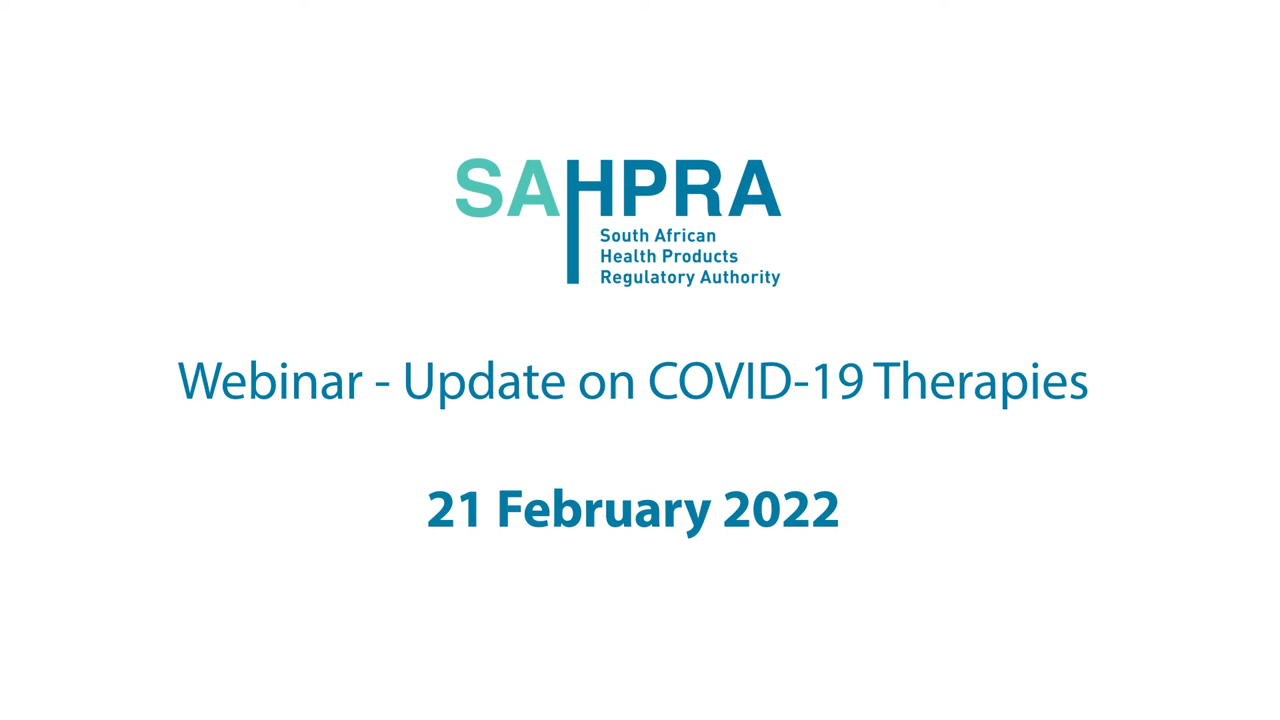 SAHPRA
South African
Health Products
Regulatory Authority
Webinar - Update on COVID-19 Therapies
21 February 2022